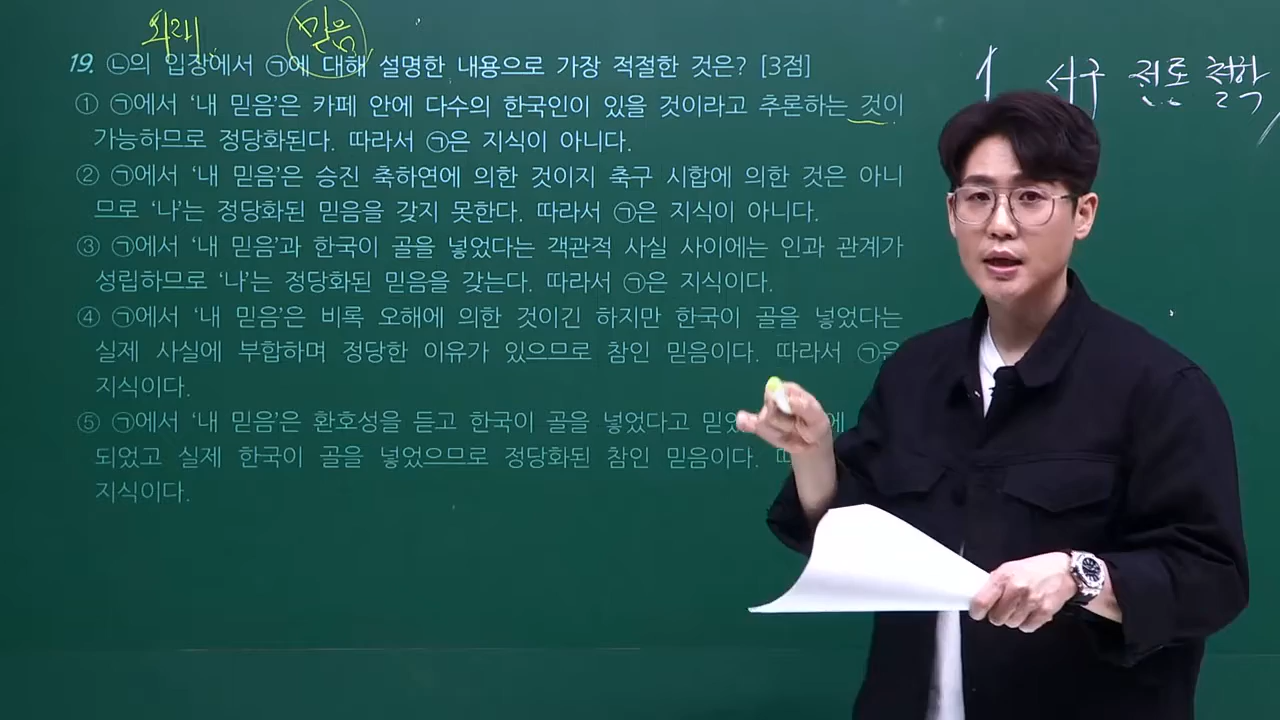 외래
믿음
1 서구 전통 철학
19. ㉡의 입장에서 ㉠에 대해 설명한 내용으로 가장 적절한 것은? [3점]
① ㉠에서 ‘내 믿음’은 카페 안에 다수의 한국인이 있을 것이라고 추론하는 것이
가능하므로 정당화된다. 따라서 ㉠은 지식이 아니다.
② ㉠에서 ‘내 믿음’은 승진 축하연에 의한 것이지 축구 시합에 의한 것은 아니
므로 ‘나’는 정당화된 믿음을 갖지 못한다. 따라서 ㉠은 지식이 아니다.
③ ㉠에서 ‘내 믿음’과 한국이 골을 넣었다는 객관적 사실 사이에는 인과 관계가
성립하므로 ‘나’는 정당화된 믿음을 갖는다. 따라서 ㉠은 지식이다.
④ ㉠에서 ‘내 믿음’은 비록 오해에 의한 것이긴 하지만 한국이 골을 넣었다는
실제 사실에 부합하며 정당한 이유가 있으므로 참인 믿음이다. 따라서 ㉠은
지식이다.
⑤ ㉠에서 ‘내 믿음’은 환호성을 듣고 한국이 골을 넣었다고
되었고 실제 한국이 골을 넣었으므로 정당화된 참인 믿음이다.
지식이다.